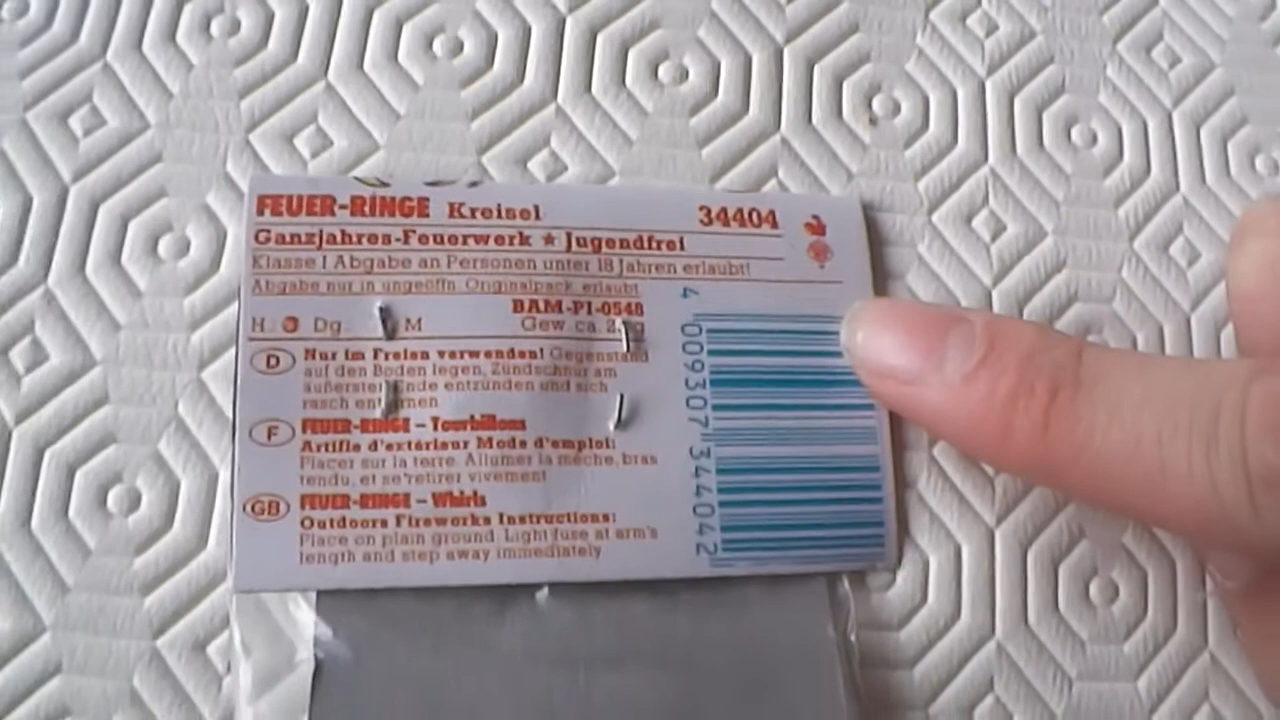 FEUER-RINGE Kreisel 34404
Ganzjahres-Feuerwerk ★ Jugendfrei
Klasse I Abgabe an Personen unter 18 Jahren erlaubt!
Abgabe nur in ungeöffn. Originalpack. erlaubt
BAM-PI-0548
H. Dg. M Gew. ca. 2
D Nur im Freien verwenden! Gegenstand
auf den Boden legen, Zündschnur am
äußersten Ende entzünden und sich
rasch entfernen
F FEUER-RINGE – Tourbillons
Artifie d'extérieur Mode d'emploi:
Placer sur la terre. Allumer la mèche, bras
tendu, et se retirer vivement
GB FEUER-RINGE – Whirls
Outdoors Fireworks Instructions:
Place on plain ground. Light fuse at arm's
length and step away immediately
4 009307 344042